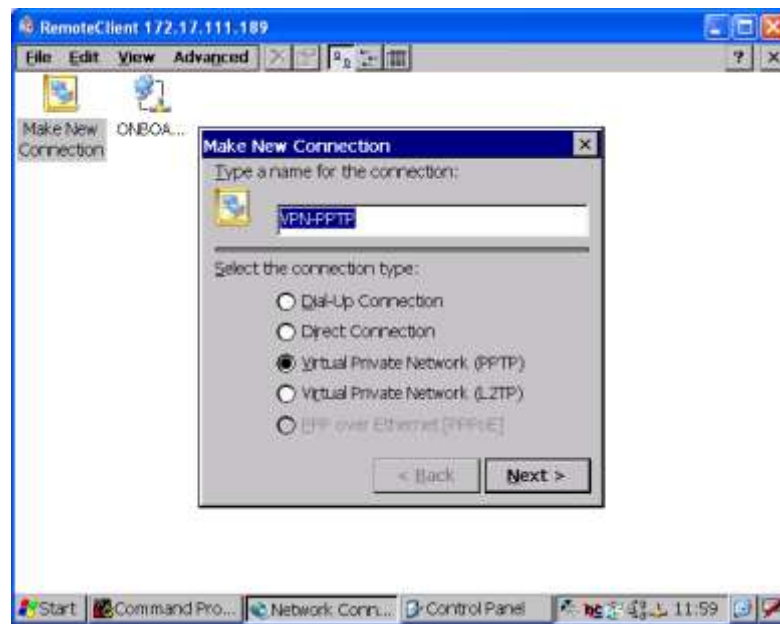 RemoteClient 172.17.111.189
File Edit View Advanced ? ×
Make New Connection
ONBOA...
Make New Connection ×
Type a name for the connection:
VPN-PPTP
Select the connection type:
Dial-Up Connection
Direct Connection
Virtual Private Network (PPTP)
Virtual Private Network (L2TP)
PPP over Ethernet [PPPoE]
< Back Next >
Start Command Pro... Network Conn... Control Panel 11:59